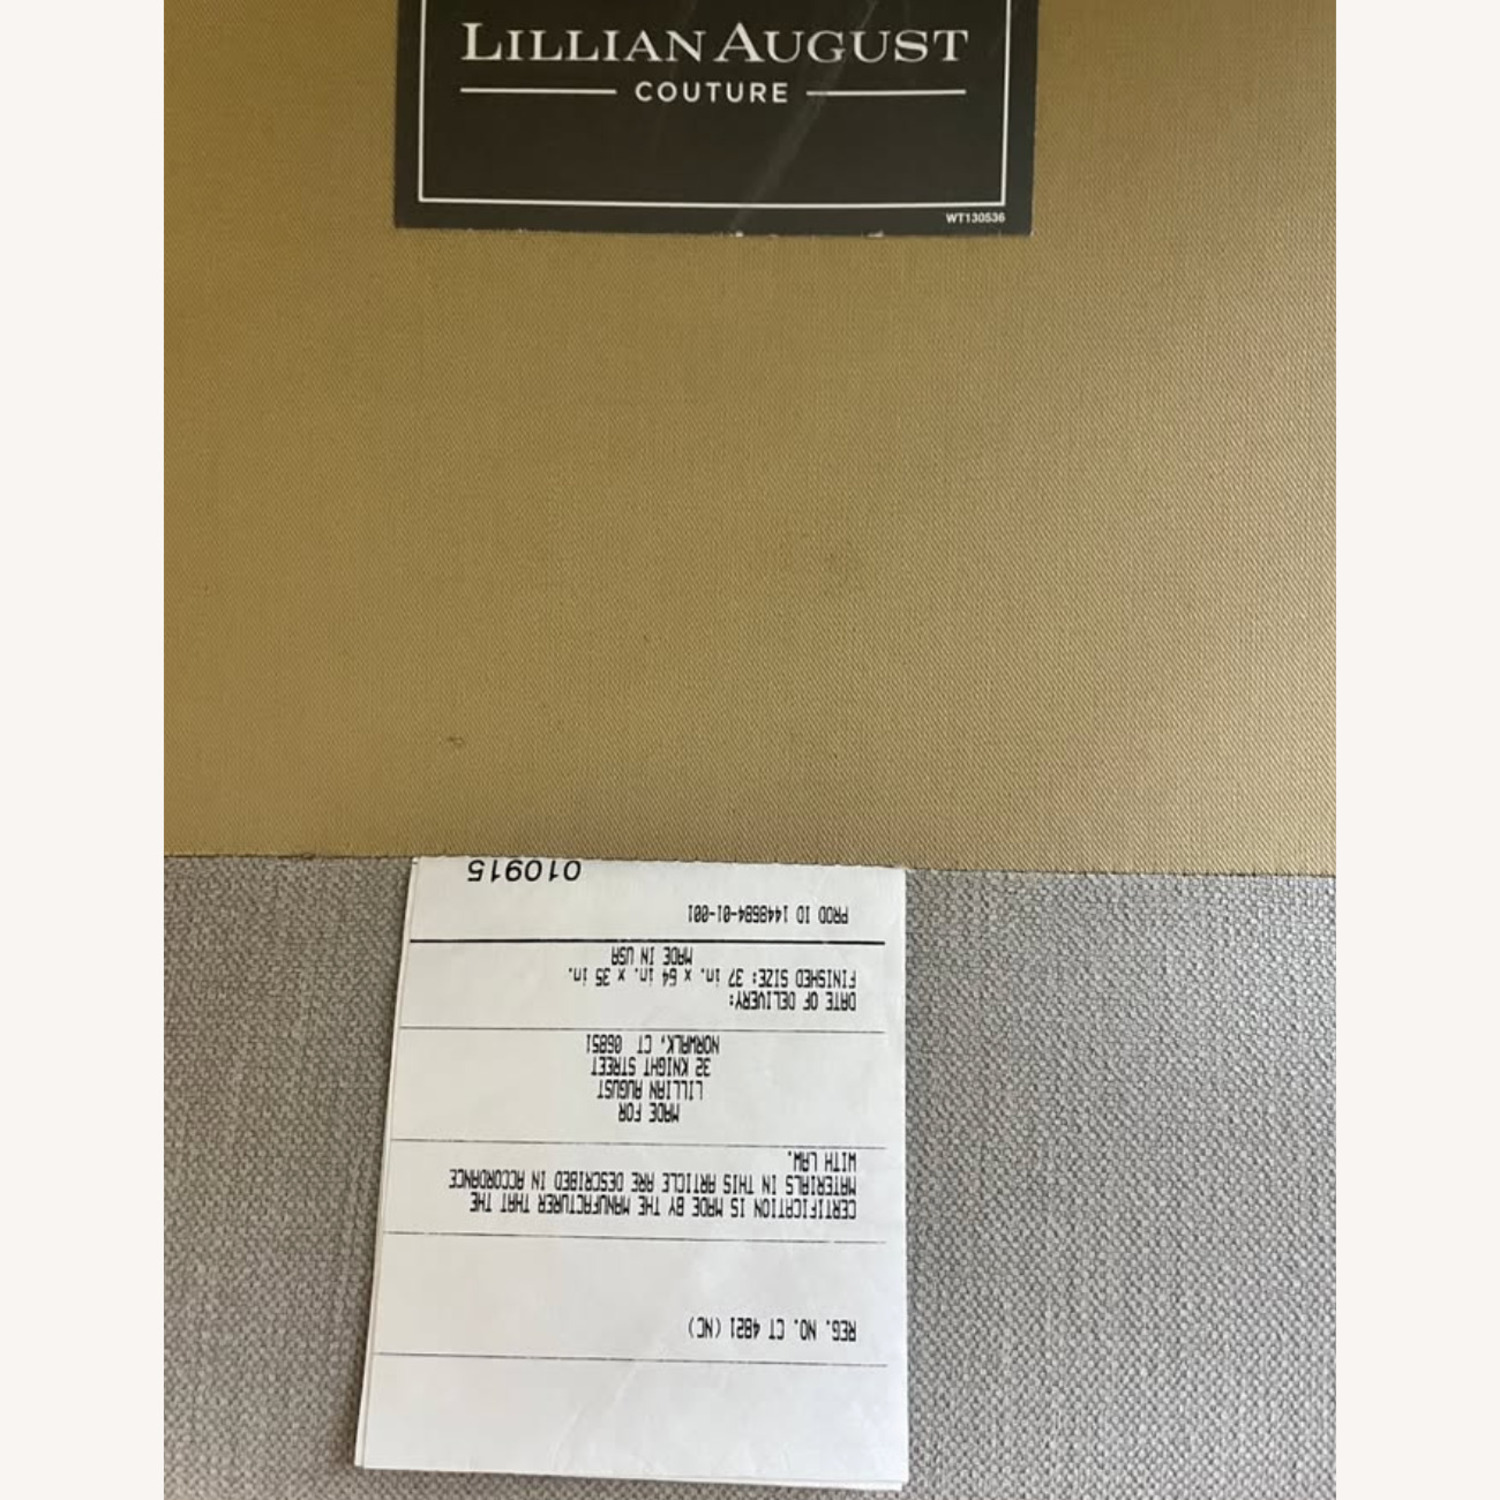 LILLIAN AUGUST
COUTURE
WT130536
REG. NO. CT 4821 (NC)
CERTIFICATION IS MADE BY THE MANUFACTURER THAT THE
MATERIALS IN THIS ARTICLE ARE DESCRIBED IN ACCORDANCE
WITH LAW.
MADE FOR
LILLIAN AUGUST
32 KNIGHT STREET
NORWALK, CT 06851
DATE OF DELIVERY:
FINISHED SIZE: 37 in. x 64 in. x 35 in.
MADE IN USA
PROD ID 1448684-01-001
010915